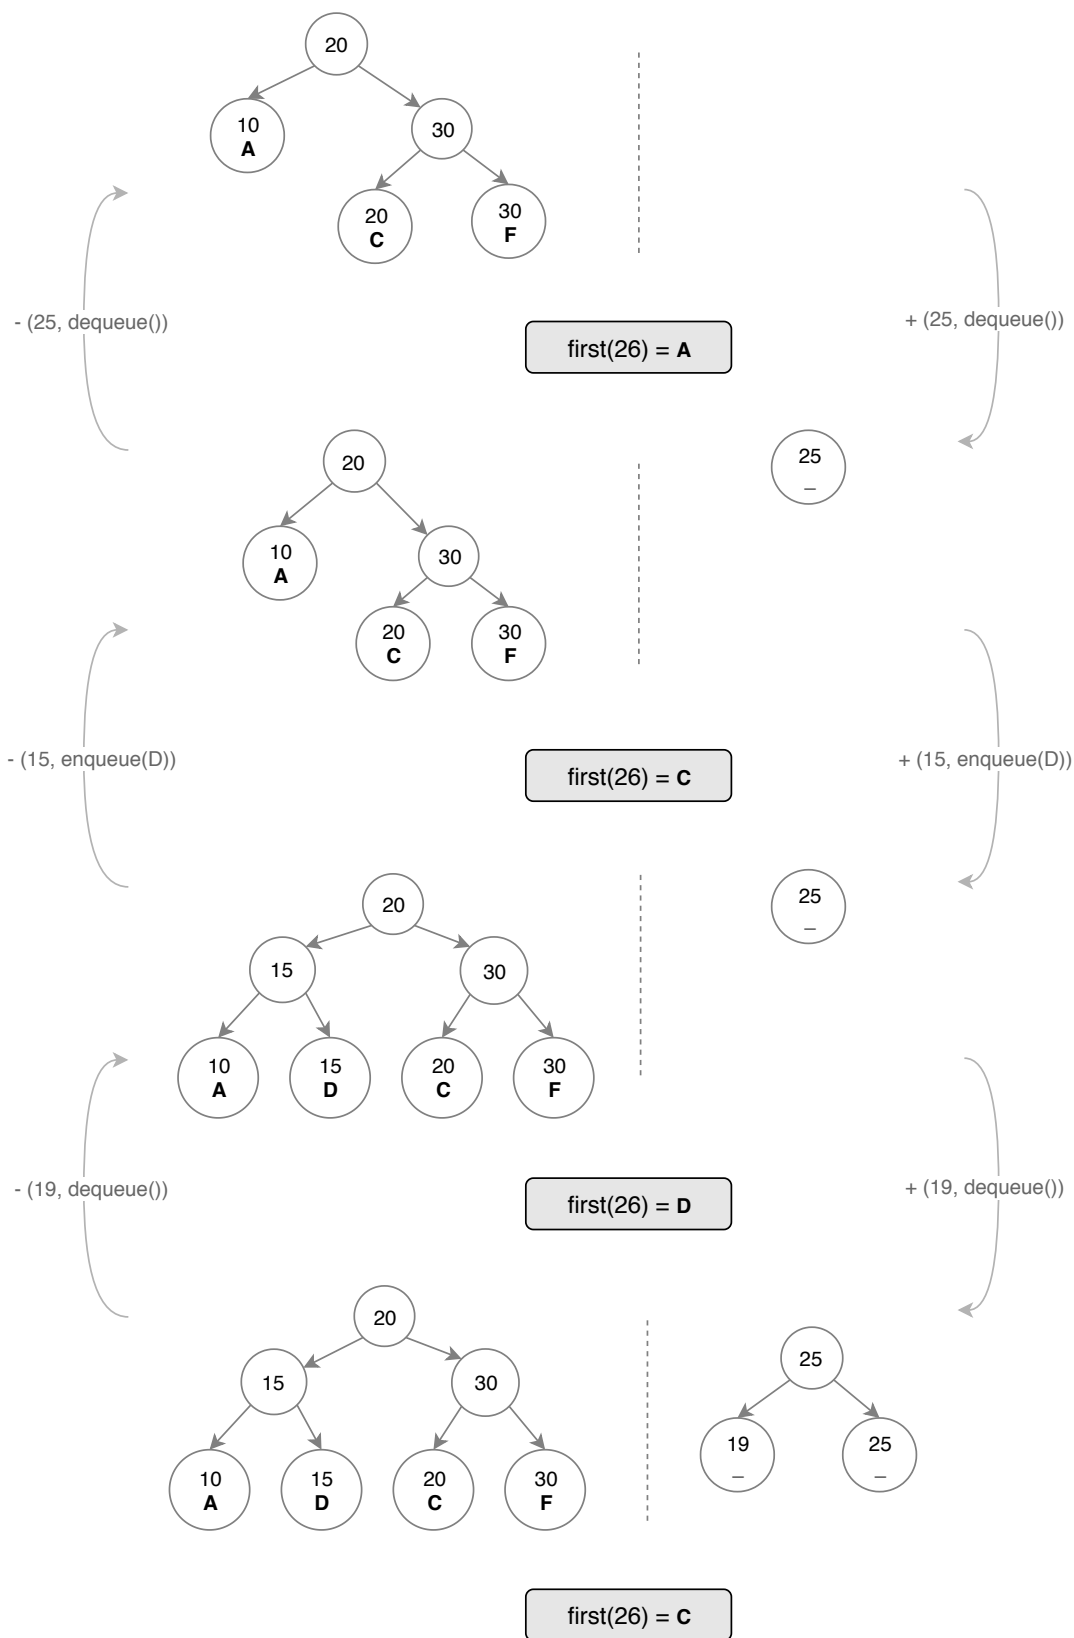 20
10
A
30
20
C
30
F
- (25, dequeue())
+ (25, dequeue())
first(26) = A
20
25
_
10
A
30
20
C
30
F
- (15, enqueue(D))
+ (15, enqueue(D))
first(26) = C
20
25
_
15
30
10
A
15
D
20
C
30
F
- (19, dequeue())
+ (19, dequeue())
first(26) = D
20
25
15
30
19
_
25
_
10
A
15
D
20
C
30
F
first(26) = C